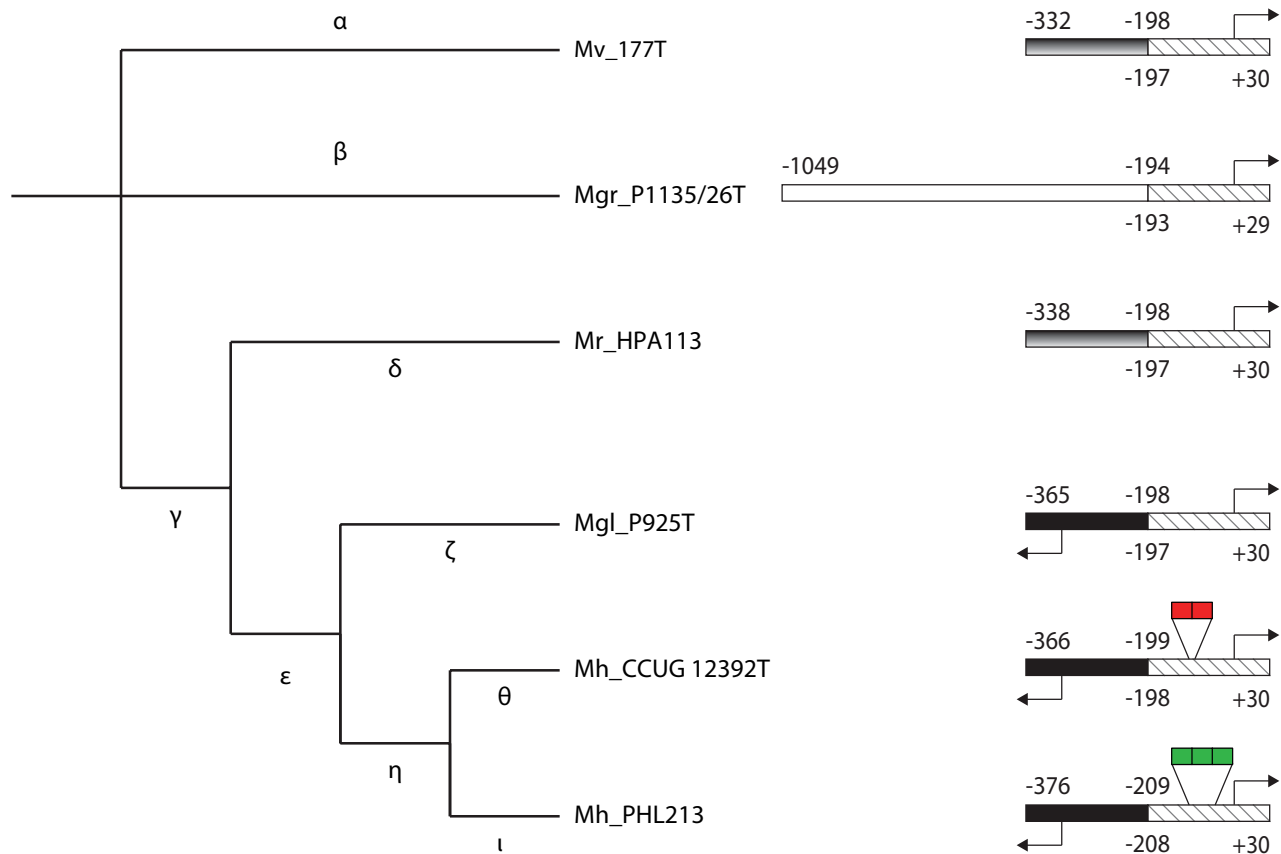 α
Mv_177T
-332 -198
-197 +30
β
Mgr_P1135/26T
-1049 -194
-193 +29
Mr_HPA113
δ
-338 -198
-197 +30
γ
Mgl_P925T
ζ
-365 -198
-197 +30
ε
Mh_CCUG 12392T
θ
-366 -199
-198 +30
η
Mh_PHL213
ι
-376 -209
-208 +30